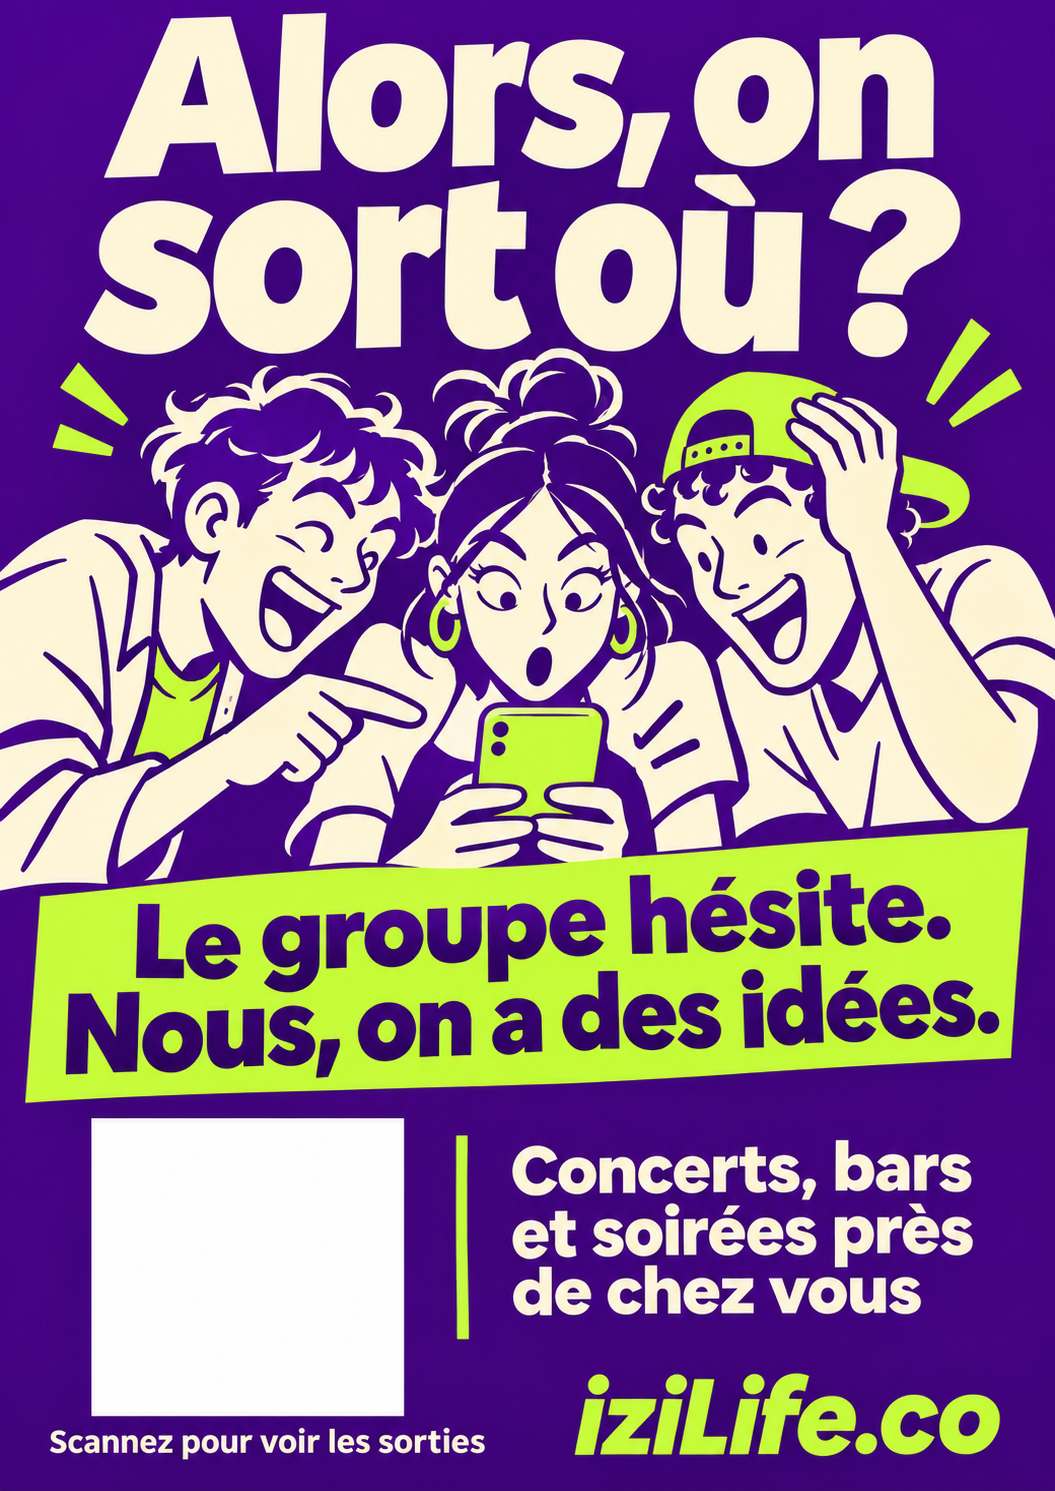 Alors, on
sort où ?
Le groupe hésite.
Nous, on a des idées.
Concerts, bars
et soirées près
de chez vous
Scannez pour voir les sorties
iziLife.co